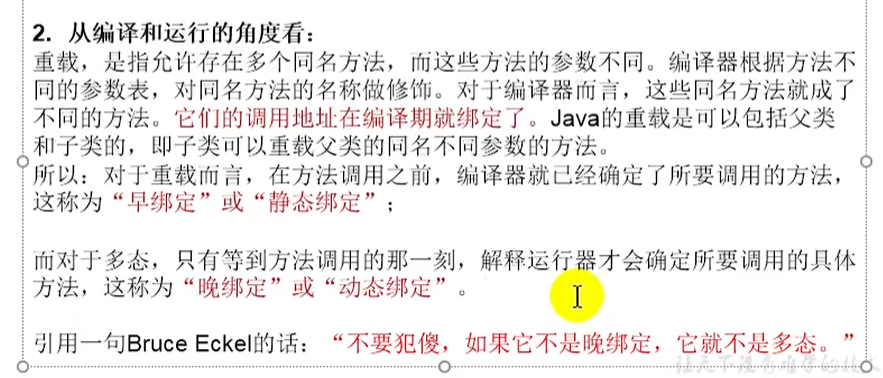 2. 从编译和运行的角度看：
重载，是指允许存在多个同名方法，而这些方法的参数不同。编译器根据方法不
同的参数表，对同名方法的名称做修饰。对于编译器而言，这些同名方法就成了
不同的方法。它们的调用地址在编译期就绑定了。Java的重载是可以包括父类
和子类的，即子类可以重载父类的同名不同参数的方法。
所以：对于重载而言，在方法调用之前，编译器就已经确定了所要调用的方法，
这称为“早绑定”或“静态绑定”；
而对于多态，只有等到方法调用的那一刻，解释运行器才会确定所要调用的具体
方法，这称为“晚绑定”或“动态绑定”。
引用一句Bruce Eckel的话：“不要犯傻，如果它不是晚绑定，它就不是多态。”
让天下没有难学的技术